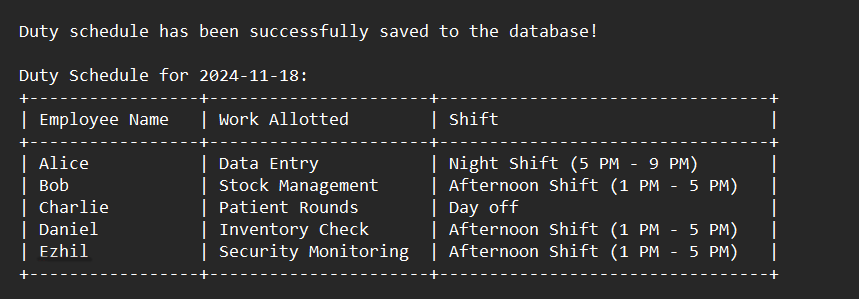 Duty schedule has been successfully saved to the database!
Duty Schedule for 2024-11-18:
+-----------------+----------------------+---------------------------------+
| Employee Name   | Work Allotted        | Shift                           |
+-----------------+----------------------+---------------------------------+
| Alice           | Data Entry           | Night Shift (5 PM - 9 PM)       |
| Bob             | Stock Management     | Afternoon Shift (1 PM - 5 PM)   |
| Charlie         | Patient Rounds       | Day off                         |
| Daniel          | Inventory Check      | Afternoon Shift (1 PM - 5 PM)   |
| Ezhil           | Security Monitoring  | Afternoon Shift (1 PM - 5 PM)   |
+-----------------+----------------------+---------------------------------+